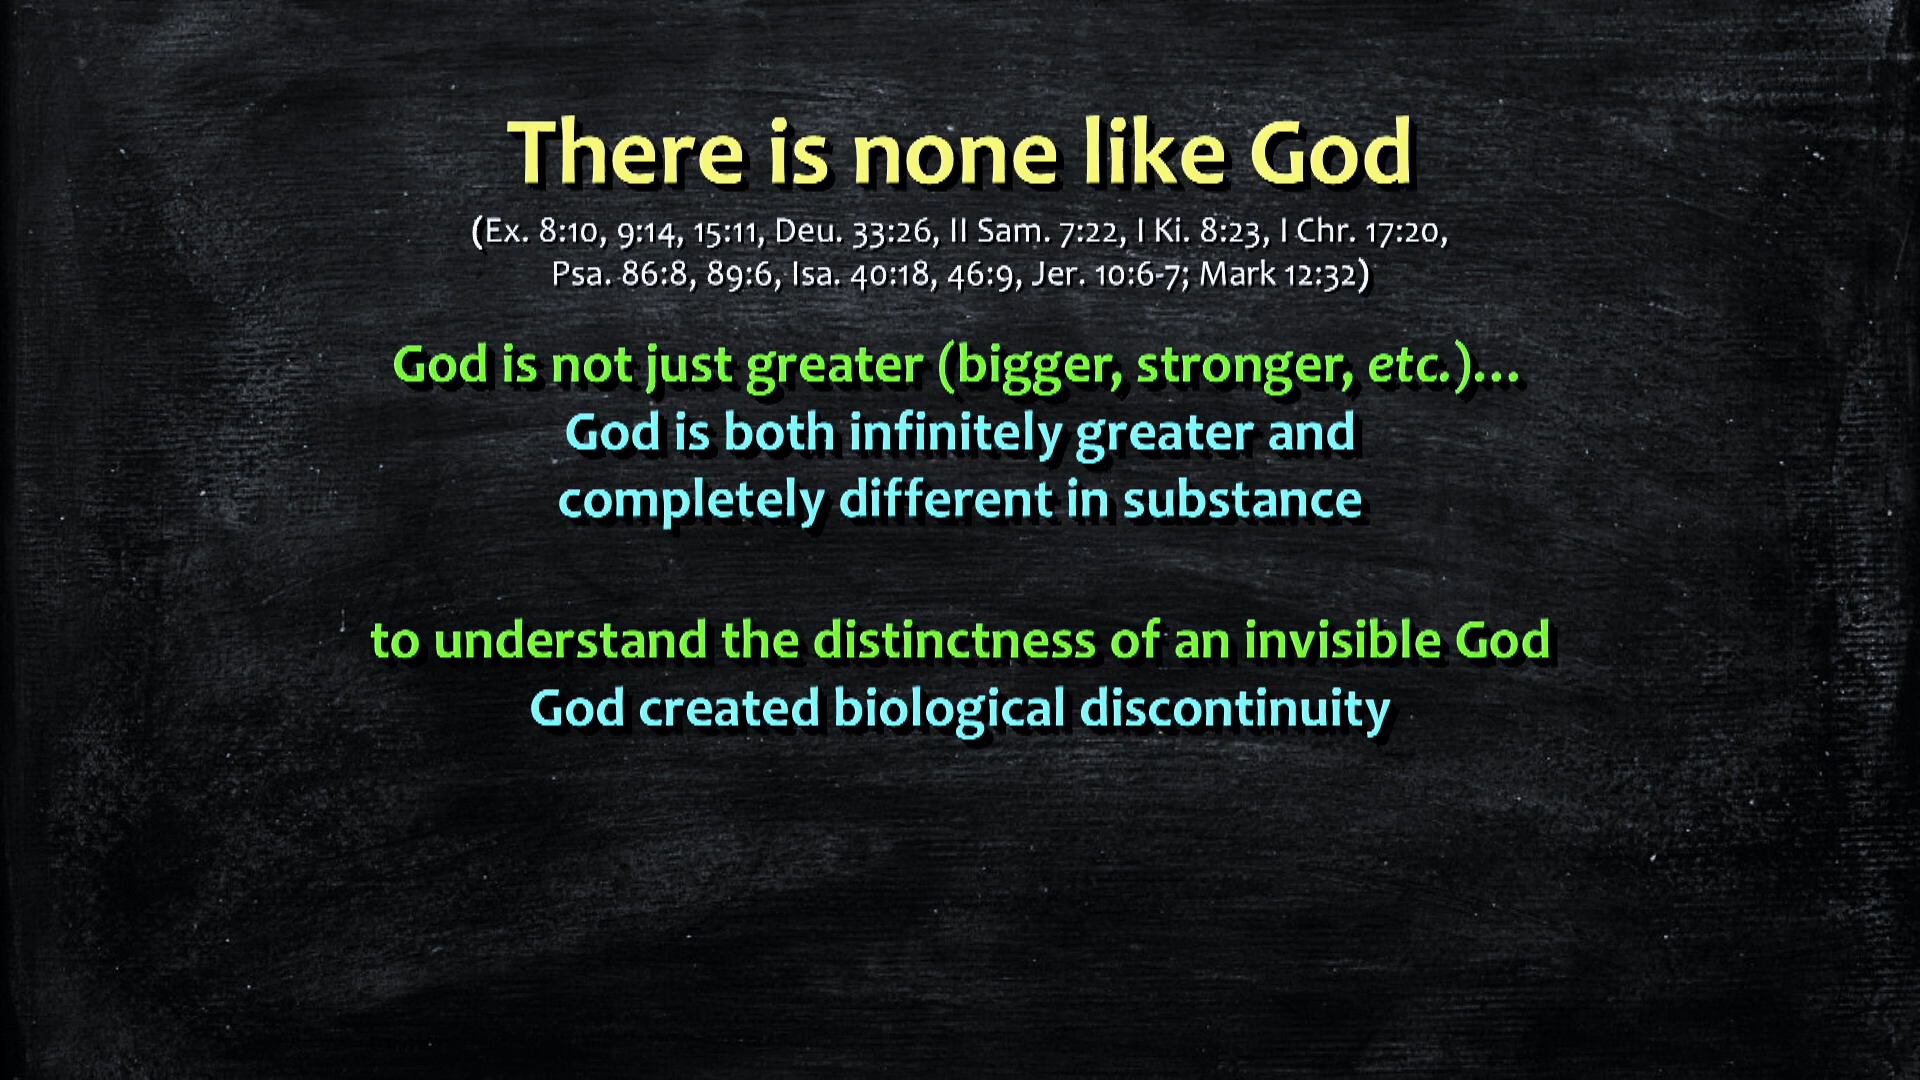 There is none like God
(Ex. 8:10, 9:14, 15:11, Deu. 33:26, II Sam. 7:22, I Ki. 8:23, I Chr. 17:20,
Psa. 86:8, 89:6, Isa. 40:18, 46:9, Jer. 10:6-7; Mark 12:32)
God is not just greater (bigger, stronger, etc.)…
God is both infinitely greater and
completely different in substance
to understand the distinctness of an invisible God
God created biological discontinuity